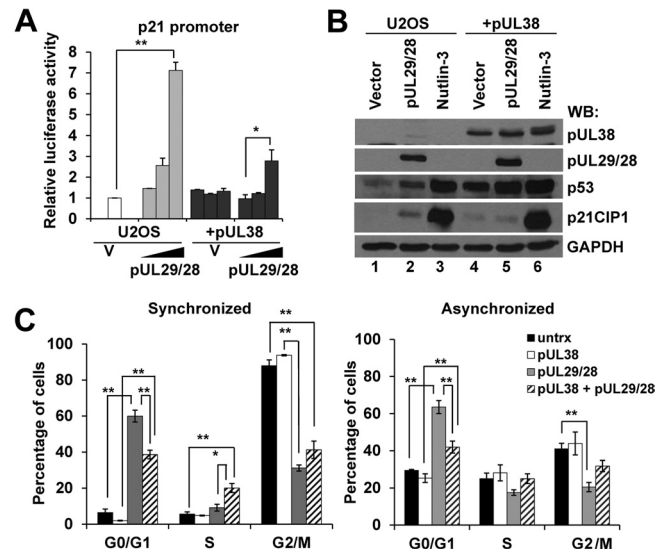 A
p21 promoter
Relative luciferase activity
8
7
6
5
4
3
2
1
0
**
*
U2OS
+pUL38
V
V
pUL29/28
pUL29/28
B
U2OS
+pUL38
Vector
pUL29/28
Nutlin-3
Vector
pUL29/28
Nutlin-3
WB:
pUL38
pUL29/28
p53
p21CIP1
GAPDH
1 2 3 4 5 6
C
Synchronized
Percentage of cells
100
80
60
40
20
0
**
**
**
**
*
**
**
G0/G1
S
G2/M
Asynchronized
Percentage of cells
100
80
60
40
20
0
**
**
**
**
G0/G1
S
G2/M
untrx
pUL38
pUL29/28
pUL38 + pUL29/28